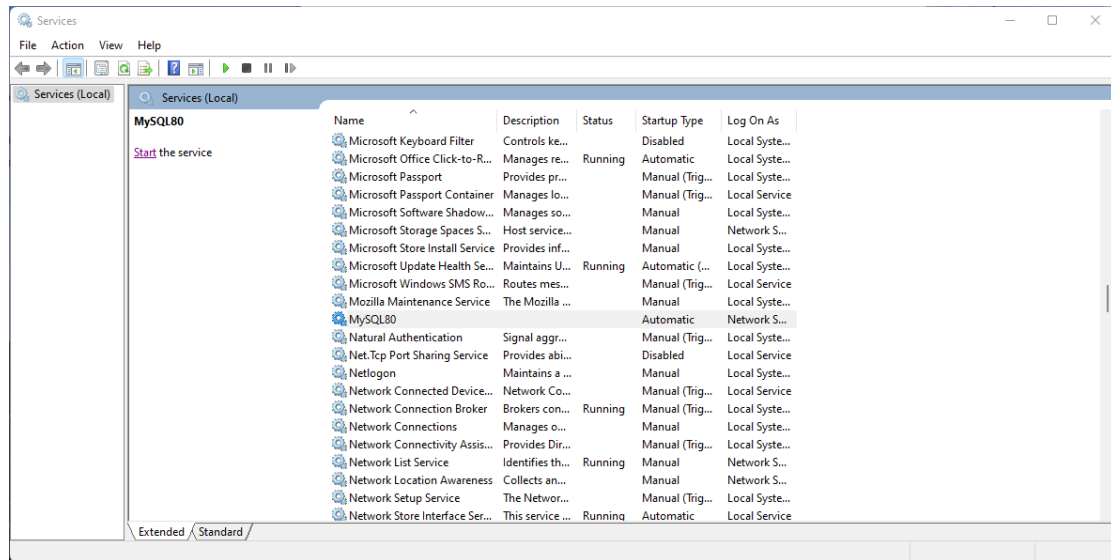 Services
File Action View Help
Services (Local)
Services (Local)
MySQL80
Start the service
Name Description Status Startup Type Log On As
Microsoft Keyboard Filter Controls ke... Disabled Local Syste...
Microsoft Office Click-to-R... Manages re... Running Automatic Local Syste...
Microsoft Passport Provides pr... Manual (Trig... Local Syste...
Microsoft Passport Container Manages lo... Manual (Trig... Local Service
Microsoft Software Shadow... Manages so... Manual Local Syste...
Microsoft Storage Spaces S... Host service... Manual Network S...
Microsoft Store Install Service Provides inf... Manual Local Syste...
Microsoft Update Health Se... Maintains U... Running Automatic (... Local Syste...
Microsoft Windows SMS Ro... Routes mes... Manual (Trig... Local Syste...
Mozilla Maintenance Service The Mozilla ... Manual Local Syste...
MySQL80 Automatic Network S...
Natural Authentication Signal aggr... Manual (Trig... Local Syste...
Net.Tcp Port Sharing Service Provides abi... Disabled Local Service
Netlogon Maintains a ... Manual Local Syste...
Network Connected Device... Network Co... Manual (Trig... Local Service
Network Connection Broker Brokers con... Running Manual (Trig... Local Syste...
Network Connections Manages o... Manual Local Syste...
Network Connectivity Assis... Provides Dir... Manual (Trig... Local Syste...
Network List Service Identifies th... Running Manual Network S...
Network Location Awareness Collects an... Manual Network S...
Network Setup Service The Networ... Manual (Trig... Local Syste...
Network Store Interface Ser... This service ... Running Automatic Local Service
Extended Standard